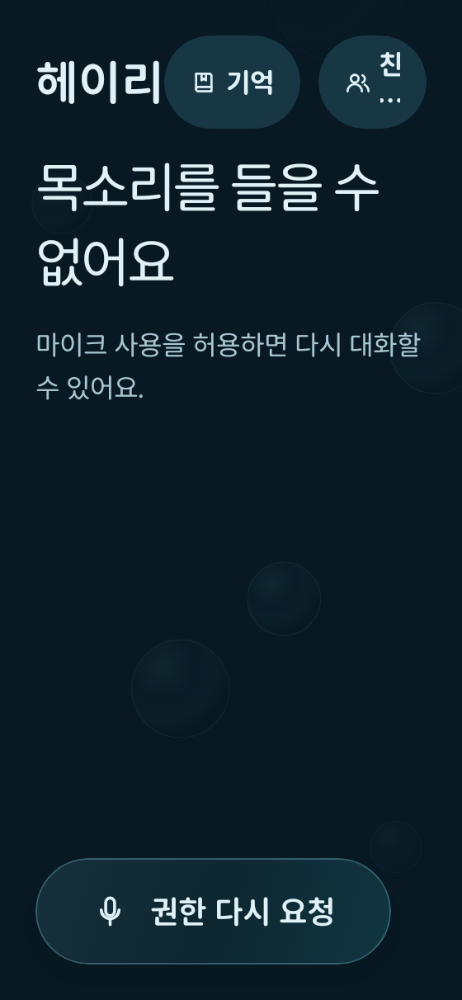 헤이리
기억
친
...
목소리를 들을 수
없어요
마이크 사용을 허용하면 다시 대화할
수 있어요.
권한 다시 요청